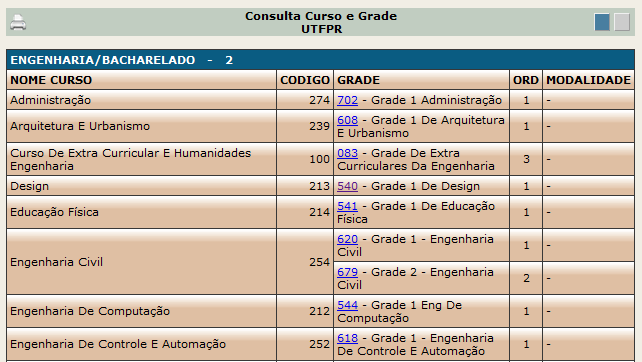 Consulta Curso e Grade
UTFPR
ENGENHARIA/BACHARELADO - 2
NOME CURSO CODIGO GRADE ORD MODALIDADE
Administração 274 702 - Grade 1 Administração 1 -
Arquitetura E Urbanismo 239 608 - Grade 1 De Arquitetura E Urbanismo 1 -
Curso De Extra Curricular E Humanidades Engenharia 100 083 - Grade De Extra Curriculares Da Engenharia 3 -
Design 213 540 - Grade 1 De Design 1 -
Educação Física 214 541 - Grade 1 De Educação Física 1 -
Engenharia Civil 254 620 - Grade 1 - Engenharia Civil 1 -
679 - Grade 2 - Engenharia Civil 2 -
Engenharia De Computação 212 544 - Grade 1 Eng De Computação 1 -
Engenharia De Controle E Automação 252 618 - Grade 1 - Engenharia De Controle E Automação 1 -